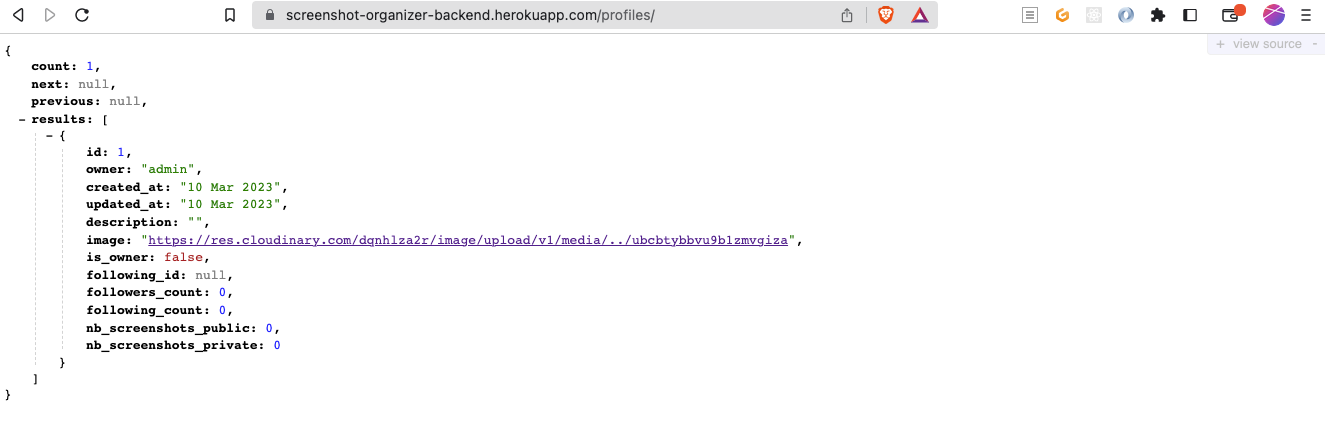 screenshot-organizer-backend.herokuapp.com/profiles/
+ view source -
{
count: 1,
next: null,
previous: null,
- results: [
- {
id: 1,
owner: "admin",
created_at: "10 Mar 2023",
updated_at: "10 Mar 2023",
description: "",
image: "https://res.cloudinary.com/dqnhlza2r/image/upload/v1/media/../ubcbtybbvu9b1zmvgiza",
is_owner: false,
following_id: null,
followers_count: 0,
following_count: 0,
nb_screenshots_public: 0,
nb_screenshots_private: 0
}
]
}